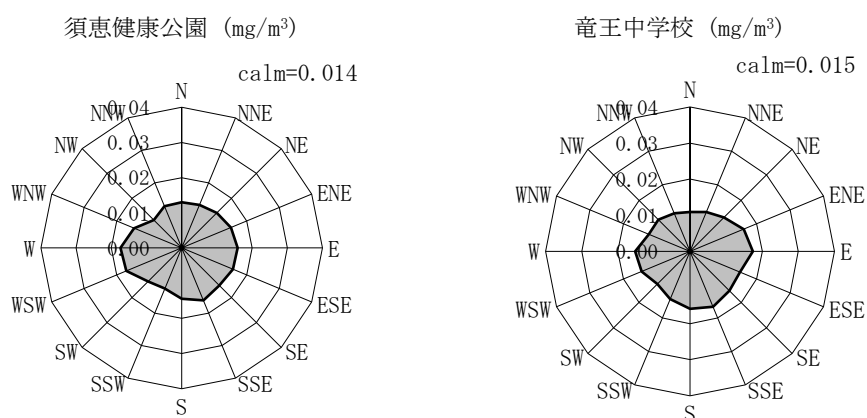 須恵健康公園 (mg/m³)
calm=0.014
N
NNE
NE
ENE
E
ESE
SE
SSE
S
SSW
SW
WSW
W
WNW
NW
NNW
0.04
0.03
0.02
0.01
0.00
竜王中学校 (mg/m³)
calm=0.015
N
NNE
NE
ENE
E
ESE
SE
SSE
S
SSW
SW
WSW
W
WNW
NW
NNW
0.04
0.03
0.02
0.01
0.00